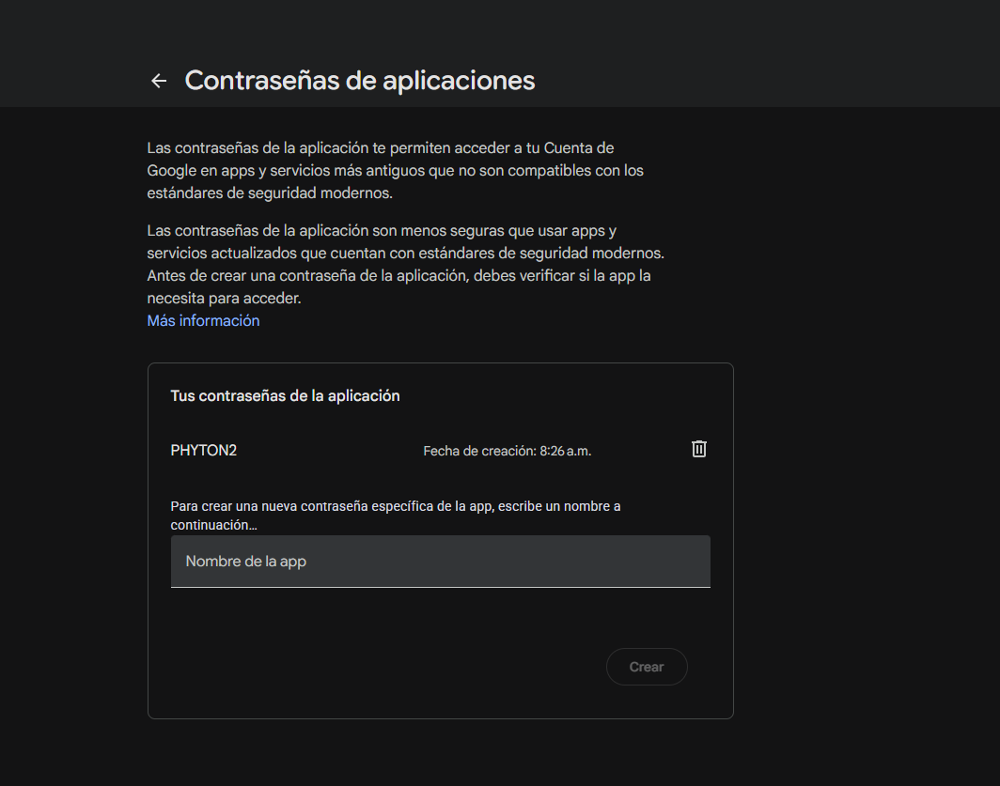 Contraseñas de aplicaciones
Las contraseñas de la aplicación te permiten acceder a tu Cuenta de
Google en apps y servicios más antiguos que no son compatibles con los
estándares de seguridad modernos.
Las contraseñas de la aplicación son menos seguras que usar apps y
servicios actualizados que cuentan con estándares de seguridad modernos.
Antes de crear una contraseña de la aplicación, debes verificar si la app la
necesita para acceder.
Más información
Tus contraseñas de la aplicación
PHYTON2 Fecha de creación: 8:26 a.m.
Para crear una nueva contraseña específica de la app, escribe un nombre a
continuación…
Nombre de la app
Crear